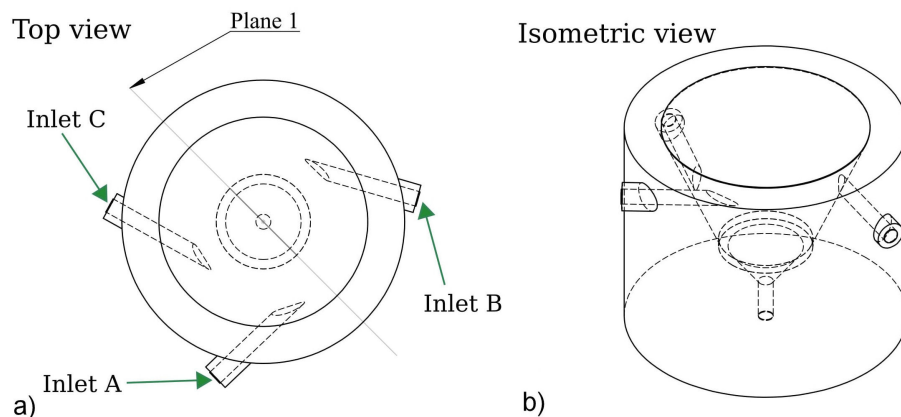 Top view
Plane 1
Isometric view
Inlet C
Inlet B
Inlet A
a)
b)